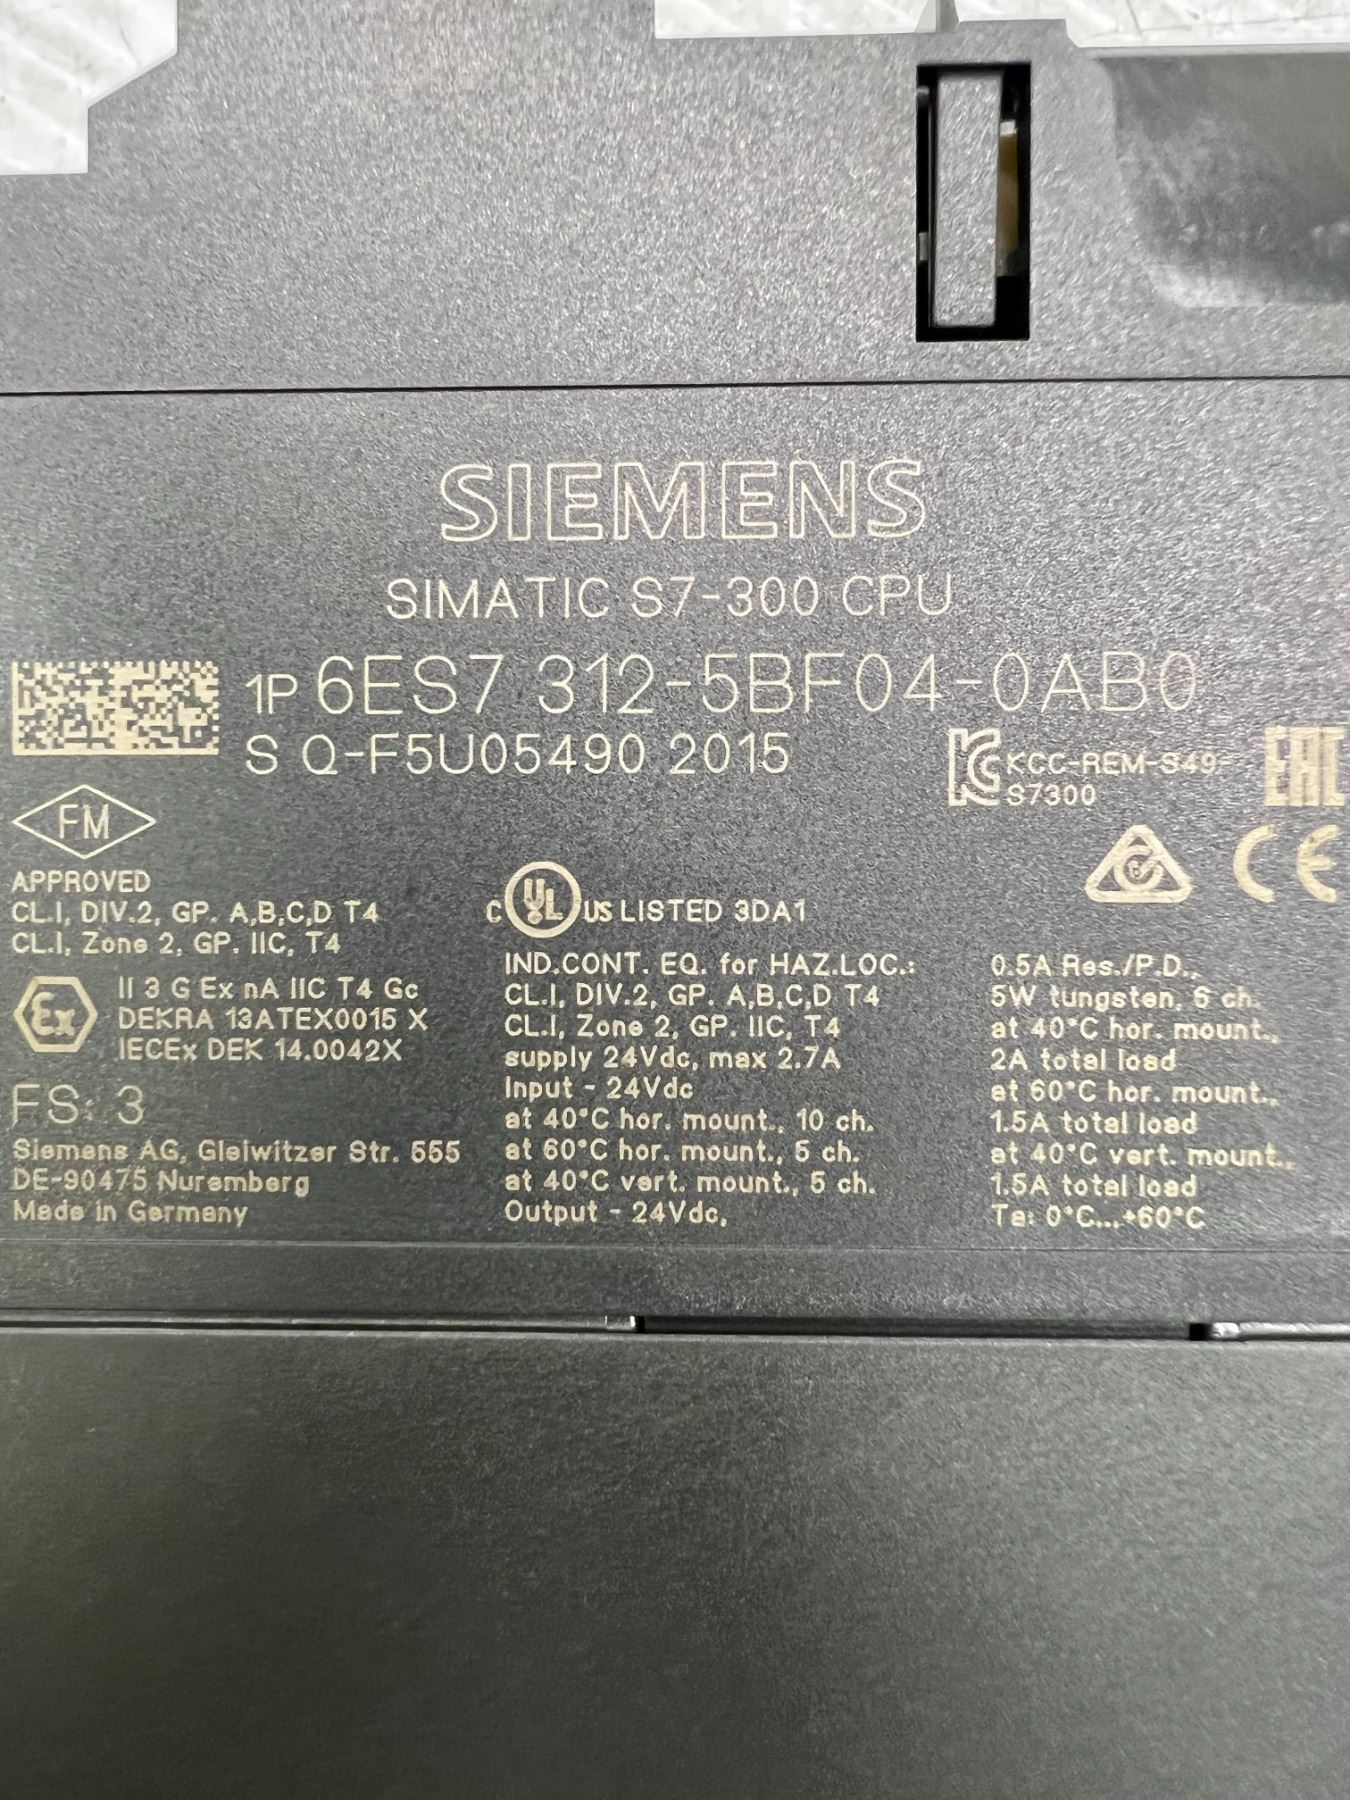 SIEMENS
SIMATIC S7-300 CPU
1P 6ES7 312-5BF04-0AB0
S Q-F5U05490 2015
KCC-REM-S49-
S7300
EAC
FM
APPROVED
CL.I, DIV.2, GP. A,B,C,D T4
CL.I, Zone 2, GP. IIC, T4
Ex
II 3 G Ex nA IIC T4 Gc
DEKRA 13ATEX0015 X
IECEx DEK 14.0042X
FS: 3
Siemens AG, Gleiwitzer Str. 555
DE-90475 Nuremberg
Made in Germany
C UL US LISTED 3DA1
IND.CONT. EQ. for HAZ.LOC.:
CL.I, DIV.2, GP. A,B,C,D T4
CL.I, Zone 2, GP. IIC, T4
supply 24Vdc, max 2.7A
Input - 24Vdc
at 40°C hor. mount., 10 ch.
at 60°C hor. mount., 5 ch.
at 40°C vert. mount., 5 ch.
Output - 24Vdc,
CE
0.5A Res./P.D.,
5W tungsten, 6 ch.
at 40°C hor. mount.,
2A total load
at 60°C hor. mount.,
1.5A total load
at 40°C vert. mount.,
1.5A total load
Ta: 0°C...+60°C